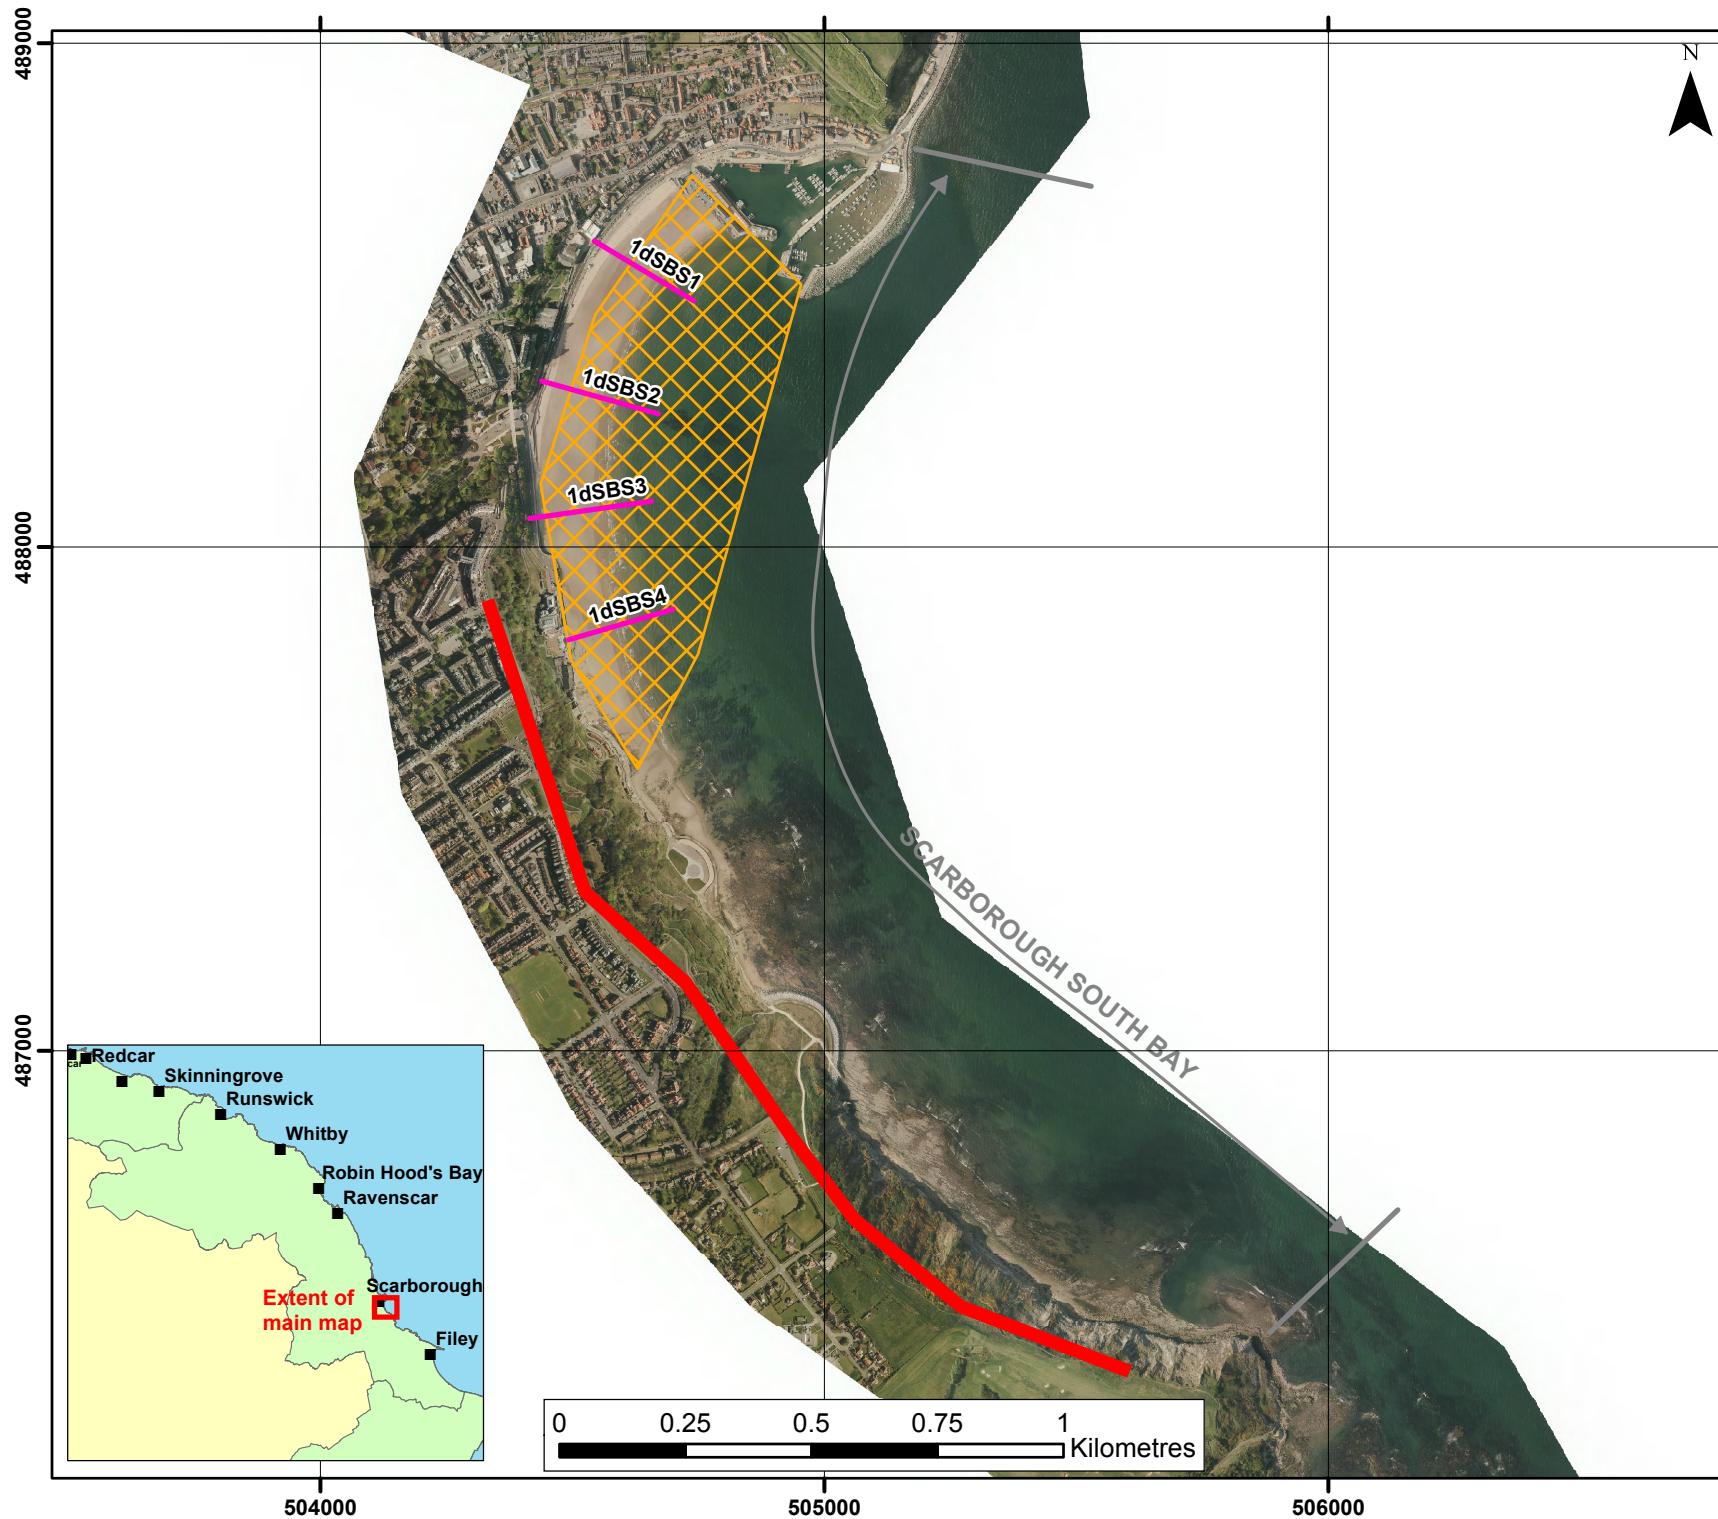 489000
N
1dSBS1
1dSBS2
1dSBS3
488000
1dSBS4
SCARBOROUGH SOUTH BAY
487000
Redcar
car
Skinningrove
Runswick
Whitby
Robin Hood's Bay
Ravenscar
Scarborough
Extent of
main map
Filey
0 0.25 0.5 0.75 1
Kilometres
504000 505000 506000